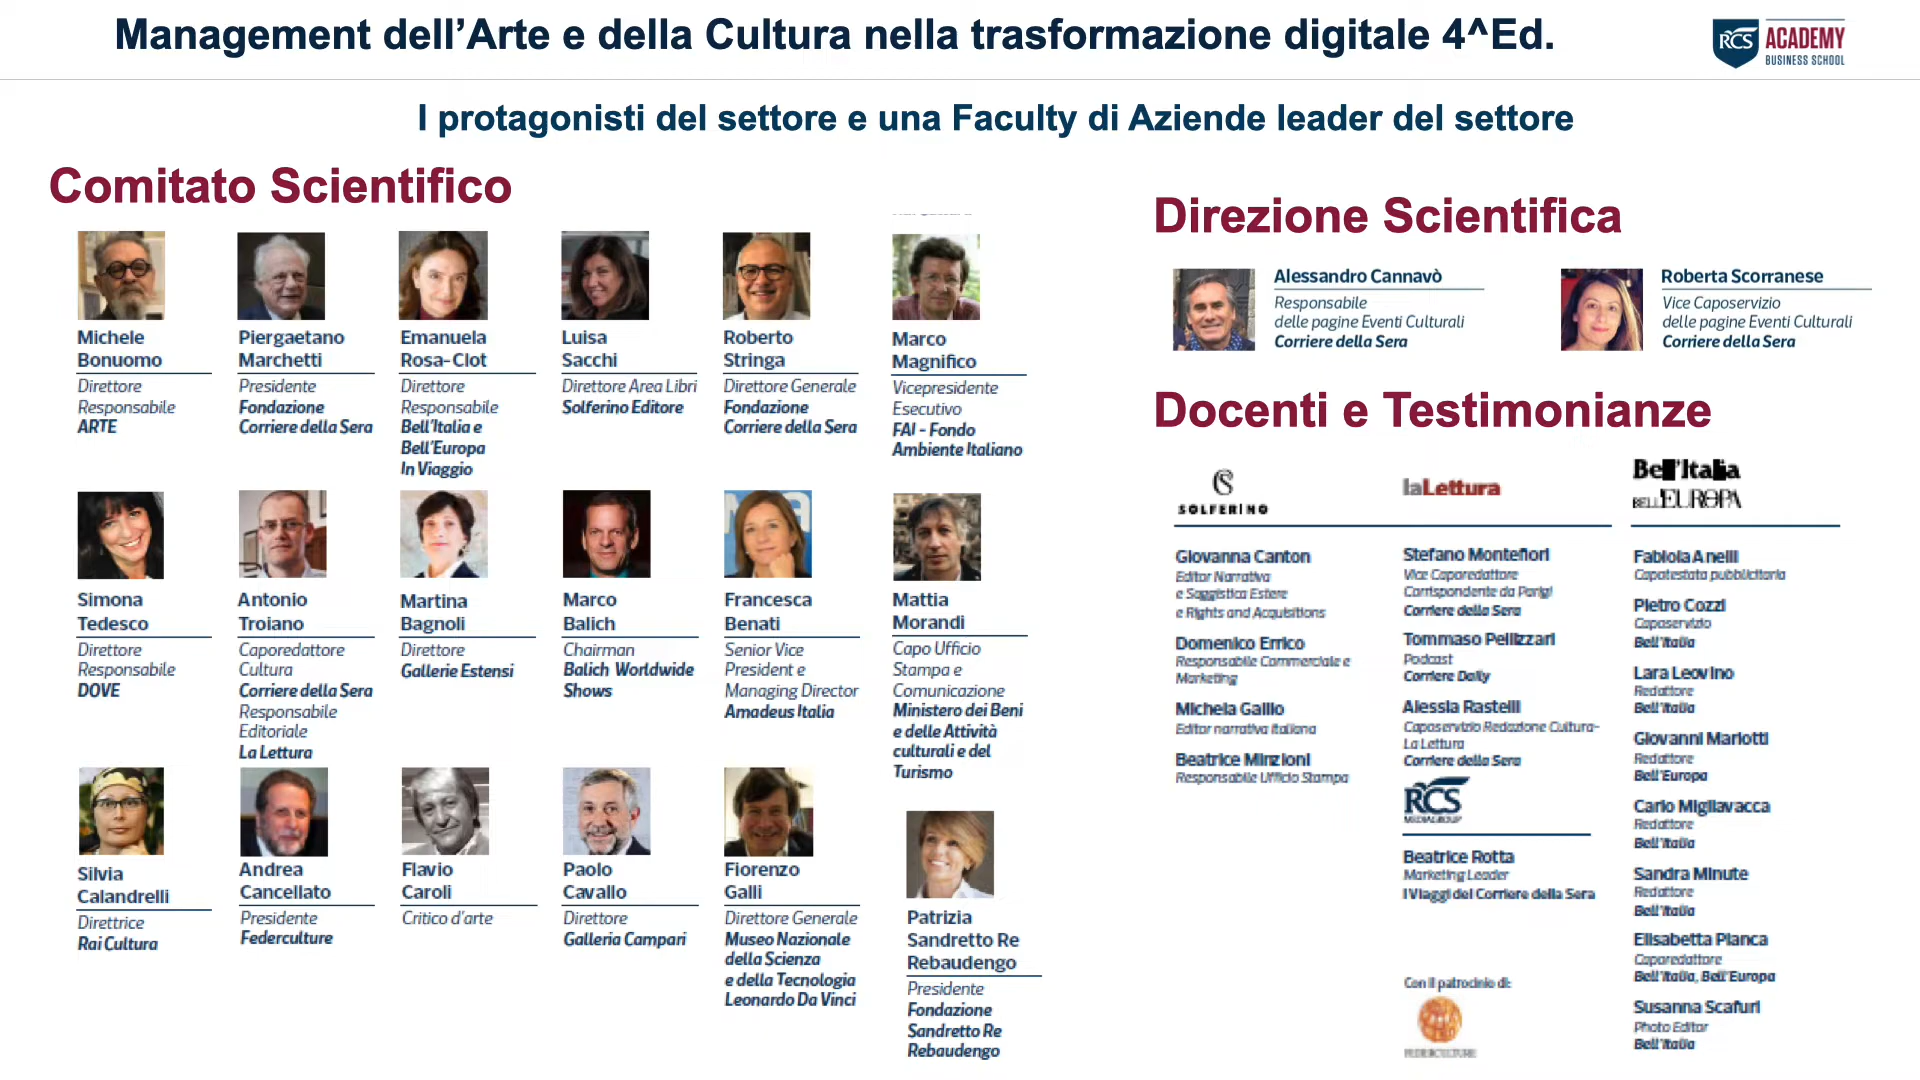 Management dell'Arte e della Cultura nella trasformazione digitale 4^Ed.
RCS ACADEMY
BUSINESS SCHOOL
I protagonisti del settore e una Faculty di Aziende leader del settore
Comitato Scientifico
Michele
Bonuomo
Direttore
Responsabile
ARTE
Piergaetano
Marchetti
Presidente
Fondazione
Corriere della Sera
Emanuela
Rosa-Clot
Direttore
Responsabile
Bell'Italia e
Bell'Europa
In Viaggio
Luisa
Sacchi
Direttore Area Libri
Solferino Editore
Roberto
Stringa
Direttore Generale
Fondazione
Corriere della Sera
Marco
Magnifico
Vicepresidente
Esecutivo
FAI - Fondo
Ambiente Italiano
Simona
Tedesco
Direttore
Responsabile
DOVE
Antonio
Troiano
Caporedattore
Cultura
Corriere della Sera
Responsabile
Editoriale
La Lettura
Martina
Bagnoli
Direttore
Gallerie Estensi
Marco
Balich
Chairman
Balich Worldwide
Shows
Francesca
Benati
Senior Vice
President e
Managing Director
Amadeus Italia
Mattia
Morandi
Capo Ufficio
Stampa e
Comunicazione
Ministero dei Beni
e delle Attività
culturali e del
Turismo
Silvia
Calandrelli
Direttrice
Rai Cultura
Andrea
Cancellato
Presidente
Federculture
Flavio
Caroli
Critico d'arte
Paolo
Cavallo
Direttore
Galleria Campari
Fiorenzo
Galli
Direttore Generale
Museo Nazionale
della Scienza
e della Tecnologia
Leonardo Da Vinci
Patrizia
Sandretto Re
Rebaudengo
Presidente
Fondazione
Sandretto Re
Rebaudengo
Direzione Scientifica
Alessandro Cannavò
Responsabile
delle pagine Eventi Culturali
Corriere della Sera
Roberta Scorranese
Vice Caposervizio
delle pagine Eventi Culturali
Corriere della Sera
Docenti e Testimonianze
SOLFERINO
Giovanna Canton
Editor Narrativa
e Saggistica Estere
e Rights and Acquisitions
Domenico Errico
Responsabile Commerciale e
Marketing
Michela Gallio
Editor narrativa italiana
Beatrice Minzioni
Responsabile Ufficio Stampa
laLettura
Stefano Montefiori
Vice Caporedattore
Corrispondente da Parigi
Corriere della Sera
Tommaso Pellizzari
Podcast
Corriere Daily
Alessia Rastelli
Caposervizio Redazione Cultura-
La Lettura
Corriere della Sera
RCS
MEDIAGROUP
Beatrice Rotta
Marketing Leader
I Viaggi del Corriere della Sera
Con il patrocinio di:
FEDERCULTURE
Bell'Italia
BELL'EUROPA
Fabiola Anelli
Capotestata pubblicitaria
Pietro Cozzi
Caposervizio
Bell'Italia
Lara Leovino
Redattore
Bell'Italia
Giovanni Mariotti
Redattore
Bell'Europa
Carlo Migliavacca
Redattore
Bell'Italia
Sandra Minute
Redattore
Bell'Italia
Elisabetta Planca
Caporedattore
Bell'Italia, Bell'Europa
Susanna Scafuri
Photo Editor
Bell'Italia